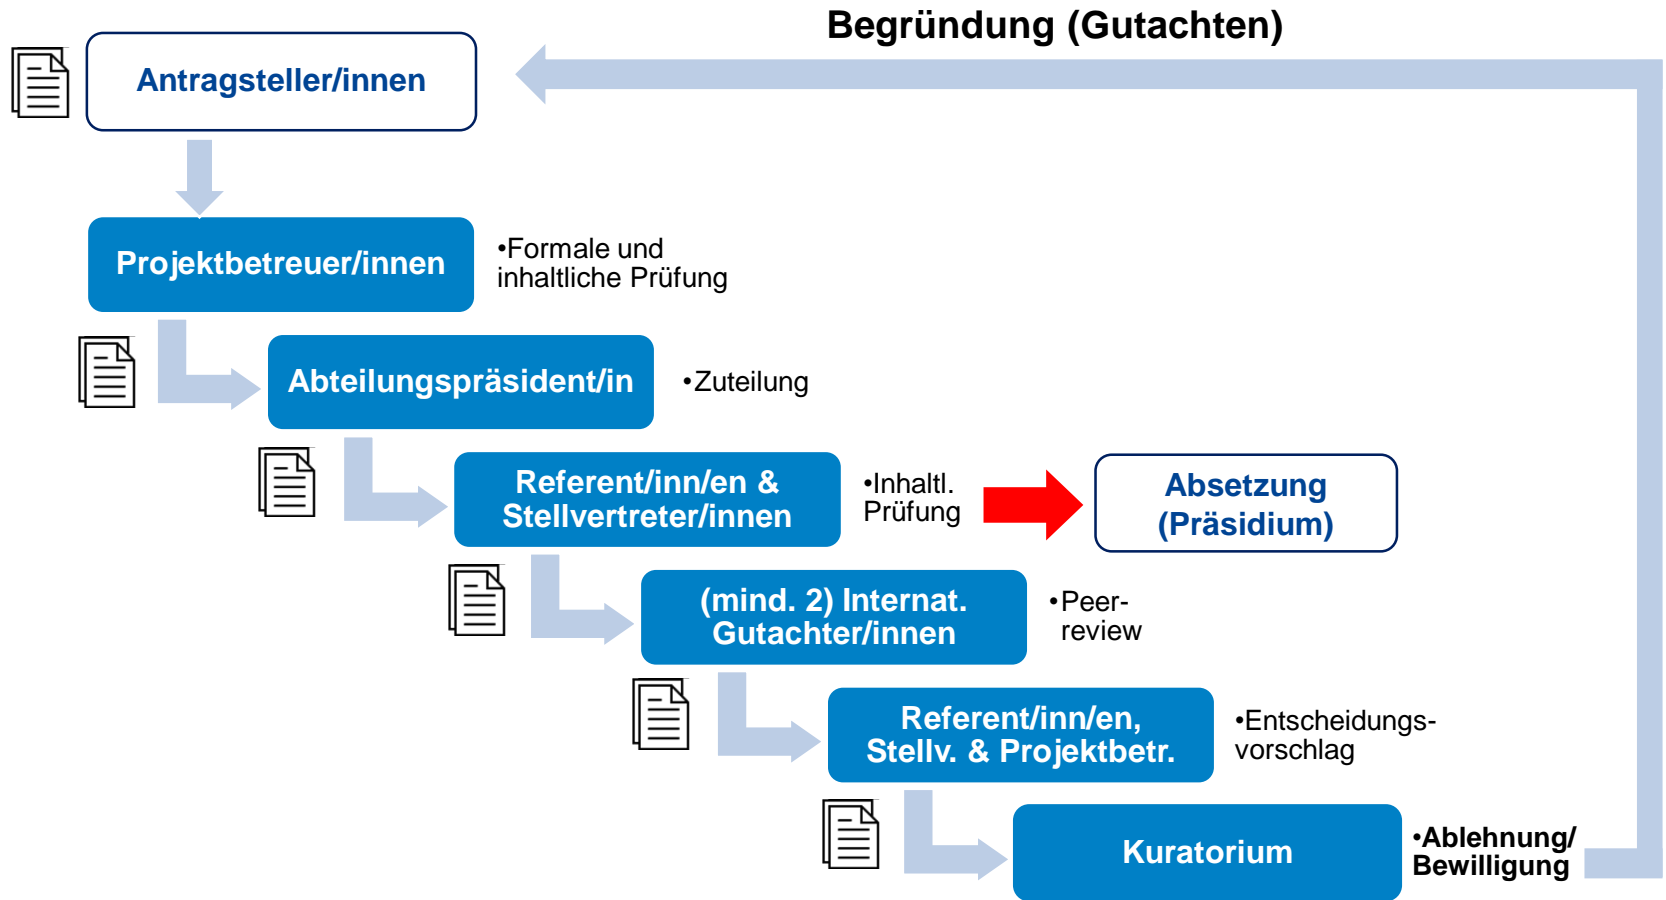 Begründung (Gutachten)
Antragsteller/innen
Projektbetreuer/innen
•Formale und
inhaltliche Prüfung
Abteilungspräsident/in
•Zuteilung
Referent/inn/en &
Stellvertreter/innen
•Inhaltl.
Prüfung
Absetzung
(Präsidium)
(mind. 2) Internat.
Gutachter/innen
•Peer-
review
Referent/inn/en,
Stellv. & Projektbetr.
•Entscheidungs-
vorschlag
Kuratorium
•Ablehnung/
Bewilligung